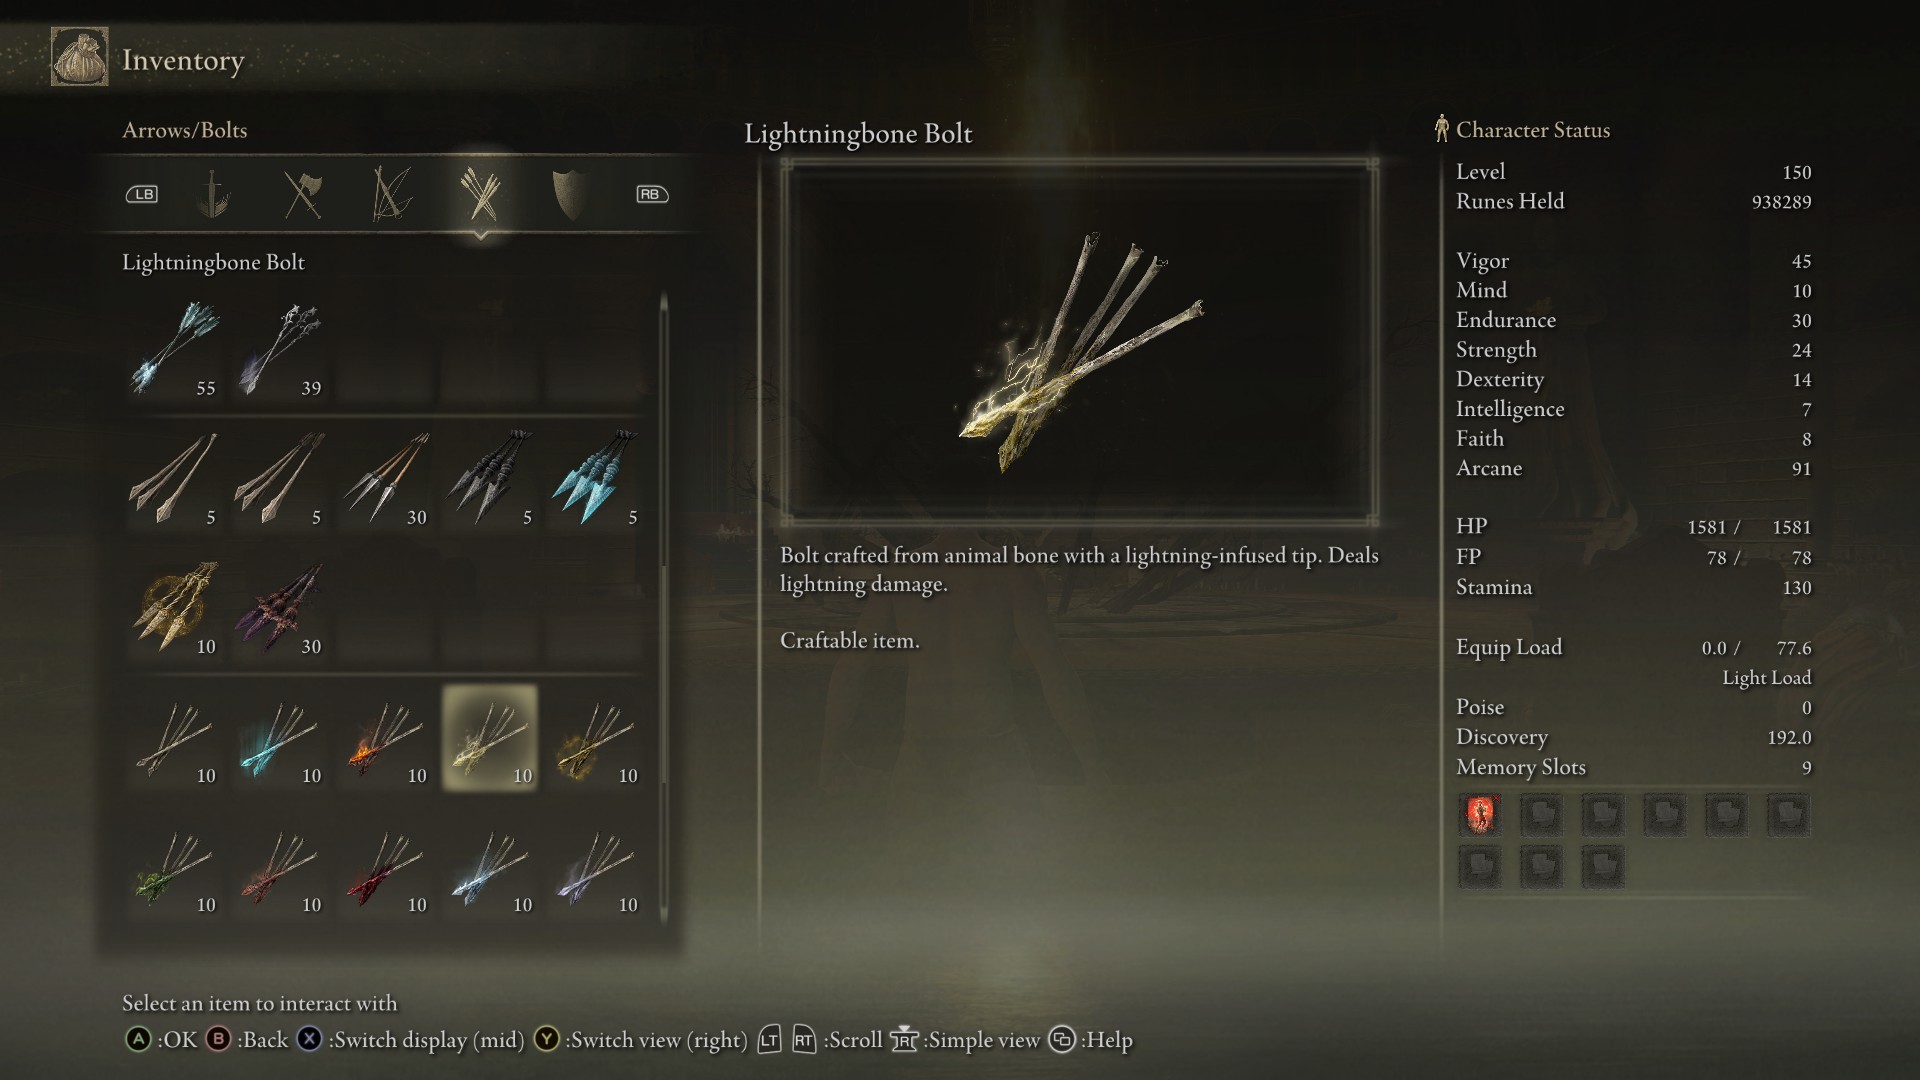 Inventory
Arrows/Bolts
LB
RB
Lightningbone Bolt
55 39
5 5 30 5 5
10 30
10 10 10 10 10
10 10 10 10 10
Lightningbone Bolt
Bolt crafted from animal bone with a lightning-infused tip. Deals
lightning damage.
Craftable item.
Character Status
Level 150
Runes Held 938289
Vigor 45
Mind 10
Endurance 30
Strength 24
Dexterity 14
Intelligence 7
Faith 8
Arcane 91
HP 1581 / 1581
FP 78 / 78
Stamina 130
Equip Load 0.0 / 77.6
Light Load
Poise 0
Discovery 192.0
Memory Slots 9
Select an item to interact with
A :OK B :Back X :Switch display (mid) Y :Switch view (right) LT RT :Scroll R :Simple view :Help